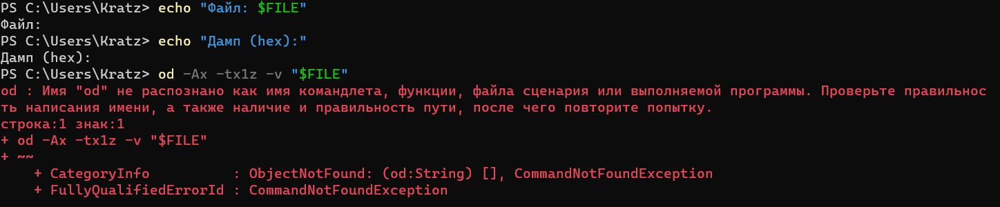 PS C:\Users\Kratz> echo "Файл: $FILE"
Файл:
PS C:\Users\Kratz> echo "Дамп (hex):"
Дамп (hex):
PS C:\Users\Kratz> od -Ax -tx1z -v "$FILE"
od : Имя "od" не распознано как имя командлета, функции, файла сценария или выполняемой программы. Проверьте правильнос
ть написания имени, а также наличие и правильность пути, после чего повторите попытку.
строка:1 знак:1
+ od -Ax -tx1z -v "$FILE"
+ ~~
    + CategoryInfo          : ObjectNotFound: (od:String) [], CommandNotFoundException
    + FullyQualifiedErrorId : CommandNotFoundException